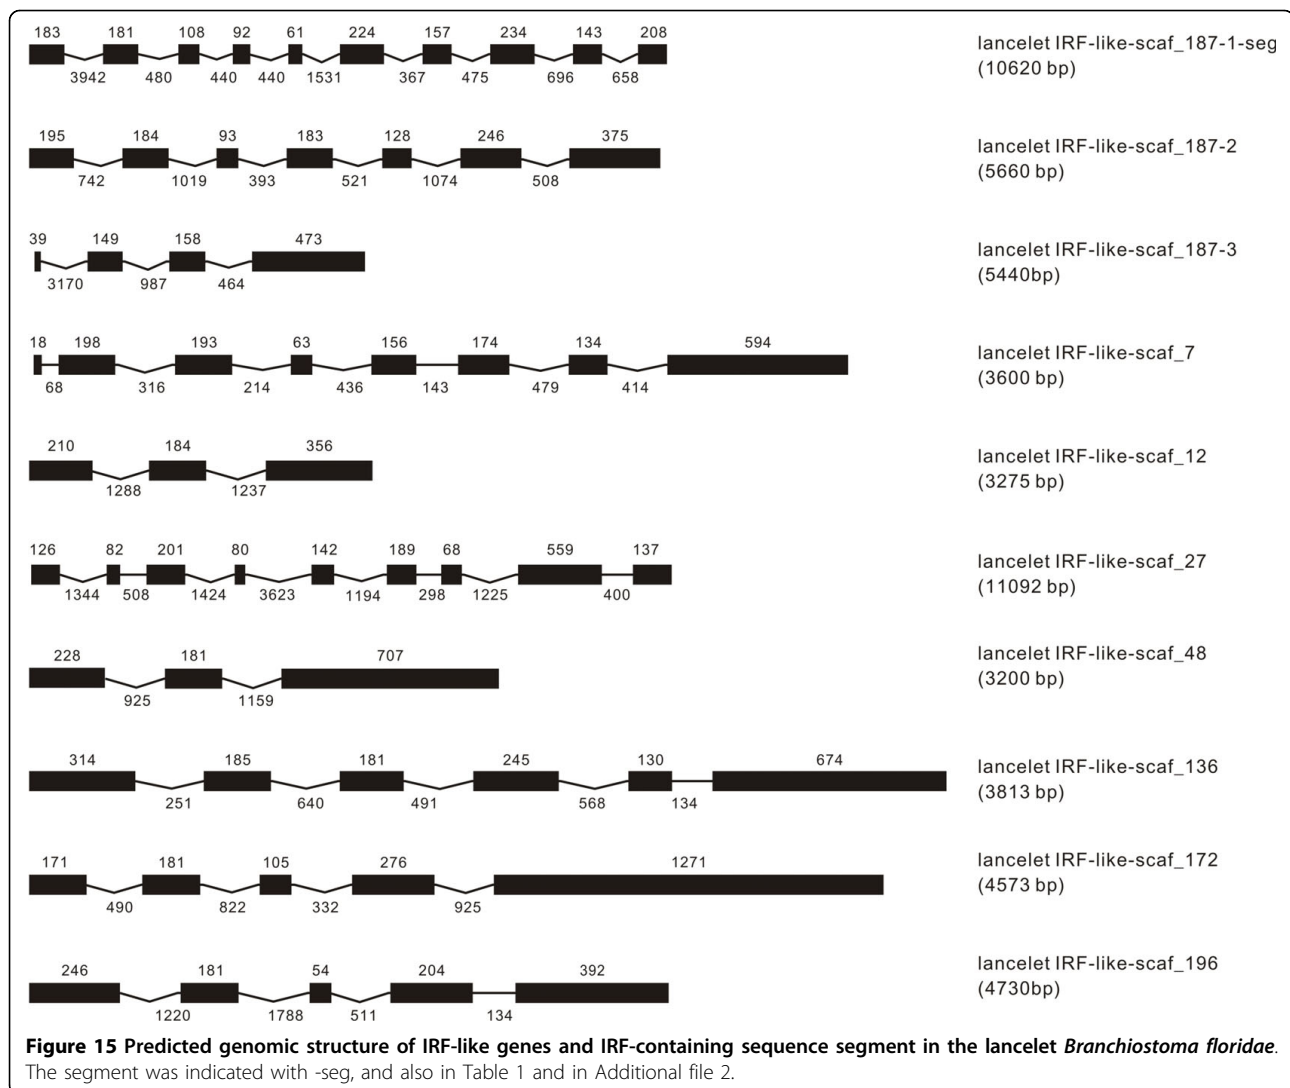 183 181 108 92 61 224 157 234 143 208
3942 480 440 440 1531 367 475 696 658
lancelet IRF-like-scaf_187-1-seg
(10620 bp)
195 184 93 183 128 246 375
742 1019 393 521 1074 508
lancelet IRF-like-scaf_187-2
(5660 bp)
39 149 158 473
3170 987 464
lancelet IRF-like-scaf_187-3
(5440bp)
18 198 193 63 156 174 134 594
68 316 214 436 143 479 414
lancelet IRF-like-scaf_7
(3600 bp)
210 184 356
1288 1237
lancelet IRF-like-scaf_12
(3275 bp)
126 82 201 80 142 189 68 559 137
1344 508 1424 3623 1194 298 1225 400
lancelet IRF-like-scaf_27
(11092 bp)
228 181 707
925 1159
lancelet IRF-like-scaf_48
(3200 bp)
314 185 181 245 130 674
251 640 491 568 134
lancelet IRF-like-scaf_136
(3813 bp)
171 181 105 276 1271
490 822 332 925
lancelet IRF-like-scaf_172
(4573 bp)
246 181 54 204 392
1220 1788 511 134
lancelet IRF-like-scaf_196
(4730bp)
Figure 15 Predicted genomic structure of IRF-like genes and IRF-containing sequence segment in the lancelet Branchiostoma floridae.
The segment was indicated with -seg, and also in Table 1 and in Additional file 2.